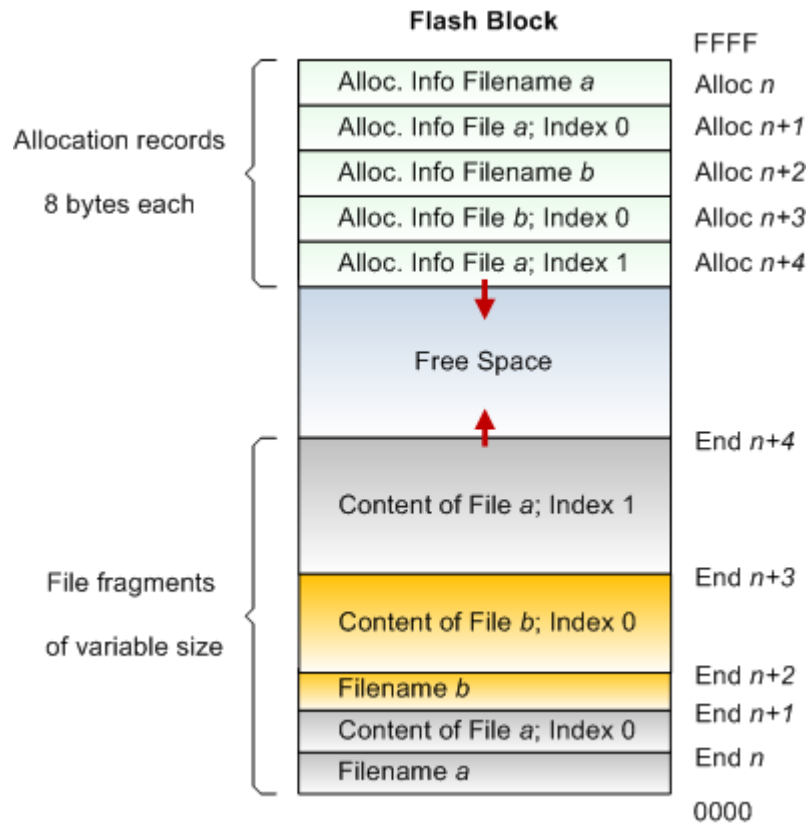 Flash Block
FFFF
Alloc. Info Filename a
Alloc n
Alloc. Info File a; Index 0
Alloc n+1
Allocation records
8 bytes each
Alloc. Info Filename b
Alloc n+2
Alloc. Info File b; Index 0
Alloc n+3
Alloc. Info File a; Index 1
Alloc n+4
Free Space
End n+4
Content of File a; Index 1
End n+3
File fragments
of variable size
Content of File b; Index 0
End n+2
Filename b
End n+1
Content of File a; Index 0
End n
Filename a
0000